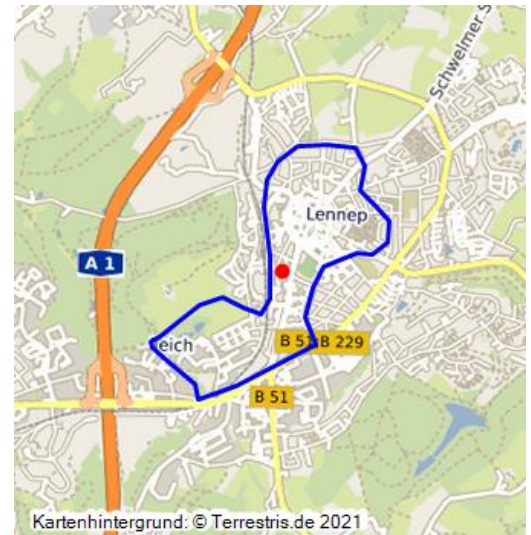 Schwelmer S
Lennep
A 1
eich
B 51
B 229
B 51
Kartenhintergrund: © Terrestris.de 2021